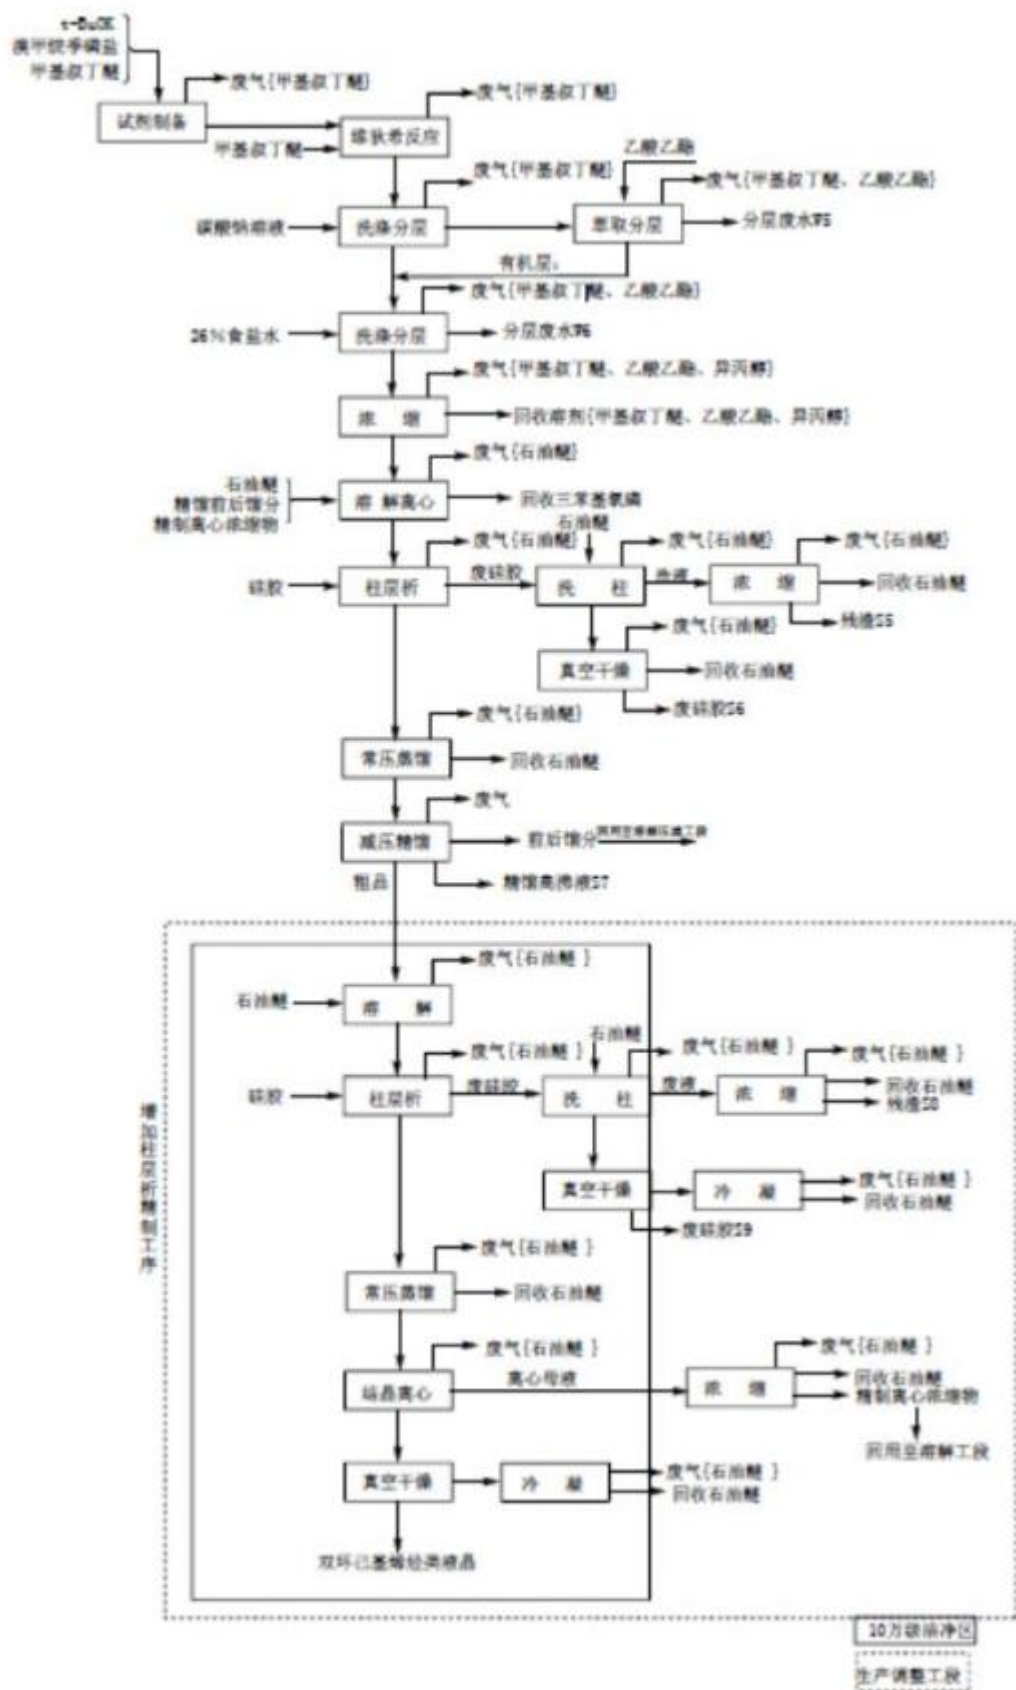 t-BuOK
溴甲烷季磷盐
甲基叔丁醚
废气{甲基叔丁醚}
废气{甲基叔丁醚}
试剂制备
维狄希反应
甲基叔丁醚
乙酸乙酯
废气{甲基叔丁醚}
废气{甲基叔丁醚、乙酸乙酯}
碳酸钠溶液
洗涤分层
萃取分层
分层废水W5
有机层
废气{甲基叔丁醚、乙酸乙酯}
26%食盐水
洗涤分层
分层废水W6
废气{甲基叔丁醚、乙酸乙酯、异丙醇}
浓 缩
回收溶剂{甲基叔丁醚、乙酸乙酯、异丙醇}
废气{石油醚}
石油醚
精馏前后馏分
精制离心浓缩物
溶解离心
回收三苯基氧磷
石油醚
废气{石油醚}
废气{石油醚}
废气{石油醚}
硅胶
柱层析
废硅胶
洗 柱
浓 缩
回收石油醚
残渣S5
废气{石油醚}
真空干燥
回收石油醚
废硅胶S6
废气{石油醚}
常压蒸馏
回收石油醚
废气
减压精馏
前后馏分
粗品
精馏高沸液S7
废气{石油醚 }
石油醚
溶 解
石油醚
废气{石油醚 }
废气{石油醚 }
废气{石油醚 }
硅胶
柱层析
废硅胶
洗 柱
废液
浓 缩
回收石油醚
残渣S8
增加柱层析精制工序
真空干燥
冷 凝
废气{石油醚 }
回收石油醚
废硅胶S9
废气{石油醚 }
常压蒸馏
回收石油醚
废气{石油醚 }
废气{石油醚 }
结晶离心
离心母液
浓 缩
回收石油醚
精制离心浓缩物
回用至溶解工段
真空干燥
冷 凝
废气{石油醚 }
回收石油醚
双环己基烯烃类液晶
10万级洁净区
生产调整工段